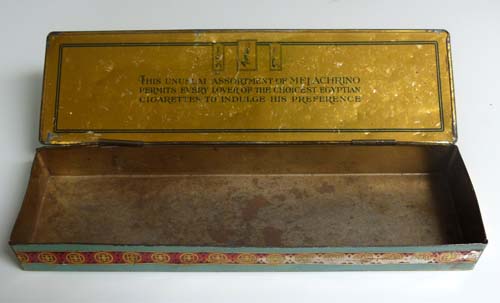 THIS UNUSUAL ASSORTMENT OF MELACHRINO
PERMITS EVERY LOVER OF THE CHOICEST EGYPTIAN
CIGARETTES TO INDULGE HIS PREFERENCE